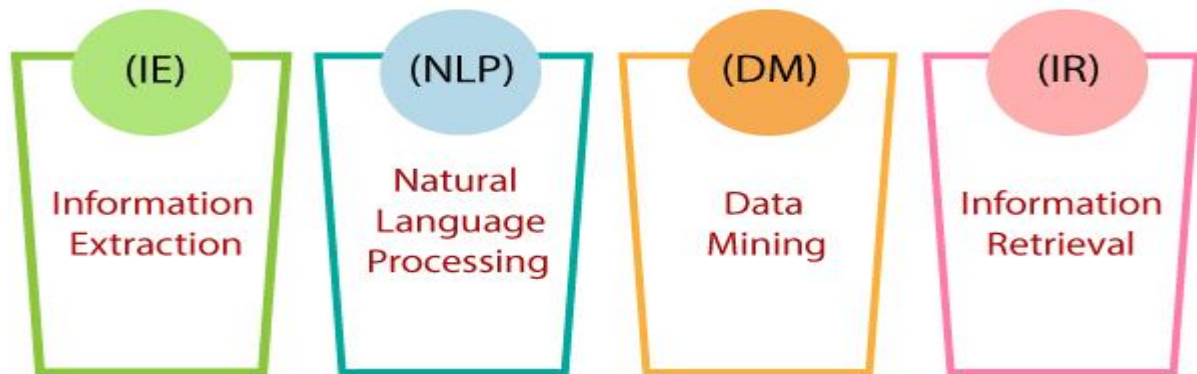 (IE)
Information
Extraction
(NLP)
Natural
Language
Processing
(DM)
Data
Mining
(IR)
Information
Retrieval